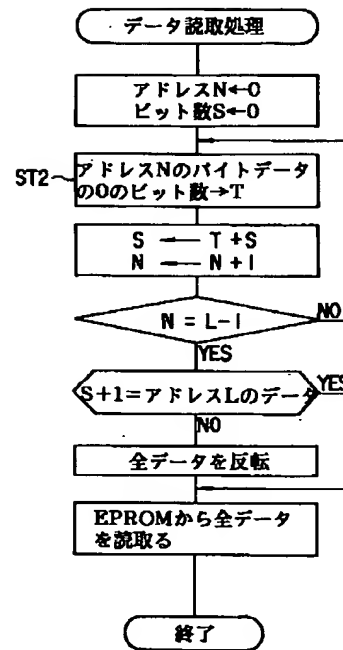 データ読取処理
アドレスN←0
ビット数S←0
ST2
アドレスNのバイトデータ
の0のビット数→T
S ← T+S
N ← N+1
N = L-1
NO
YES
S+1=アドレスLのデータ
YES
NO
全データを反転
EPROMから全データ
を読取る
終了